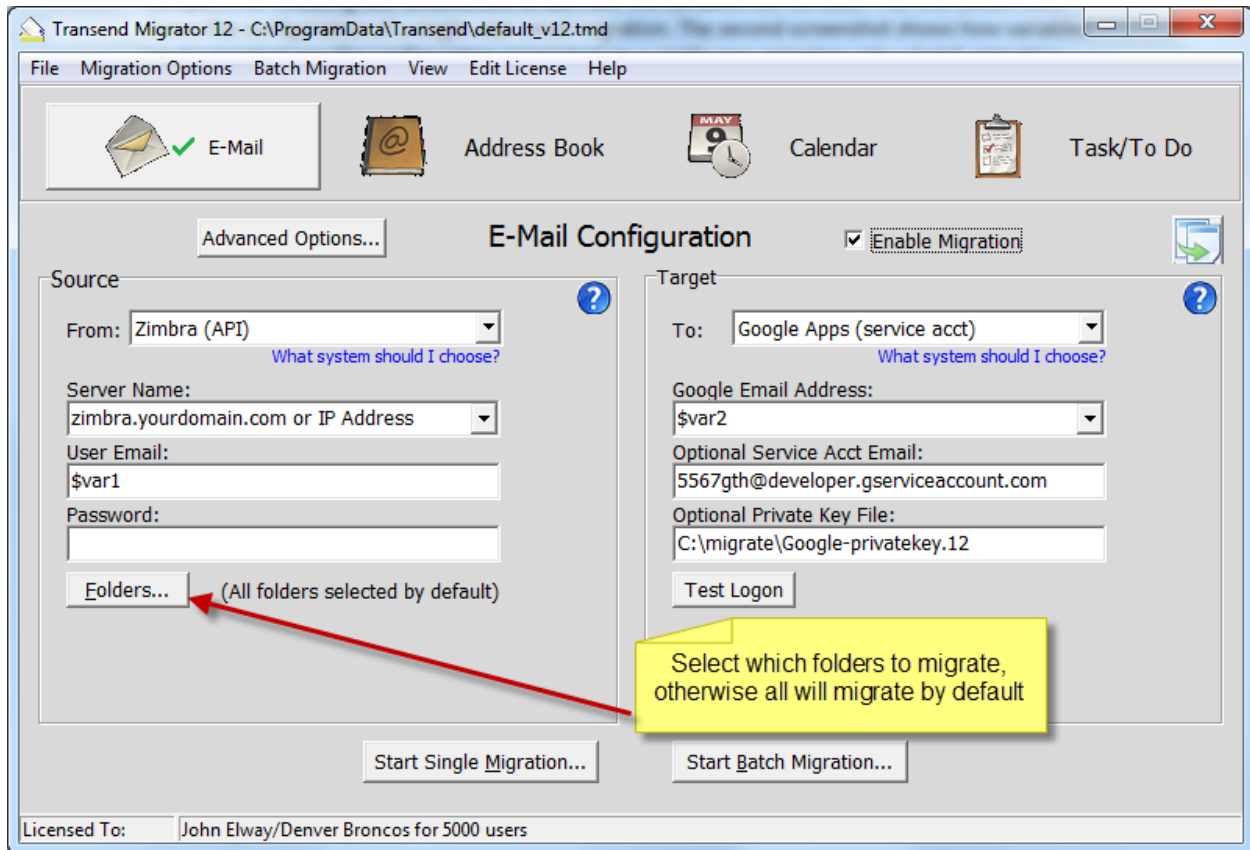 Transend Migrator 12 - C:\ProgramData\Transend\default_v12.tmd
File Migration Options Batch Migration View Edit License Help
E-Mail
Address Book
MAY
9
Calendar
Task/To Do
Advanced Options...
E-Mail Configuration
Enable Migration
Source
From: Zimbra (API)
What system should I choose?
Server Name:
zimbra.yourdomain.com or IP Address
User Email:
$var1
Password:
Folders... (All folders selected by default)
Target
To: Google Apps (service acct)
What system should I choose?
Google Email Address:
$var2
Optional Service Acct Email:
5567gth@developer.gserviceaccount.com
Optional Private Key File:
C:\migrate\Google-privatekey.12
Test Logon
Select which folders to migrate,
otherwise all will migrate by default
Start Single Migration...
Start Batch Migration...
Licensed To: John Elway/Denver Broncos for 5000 users